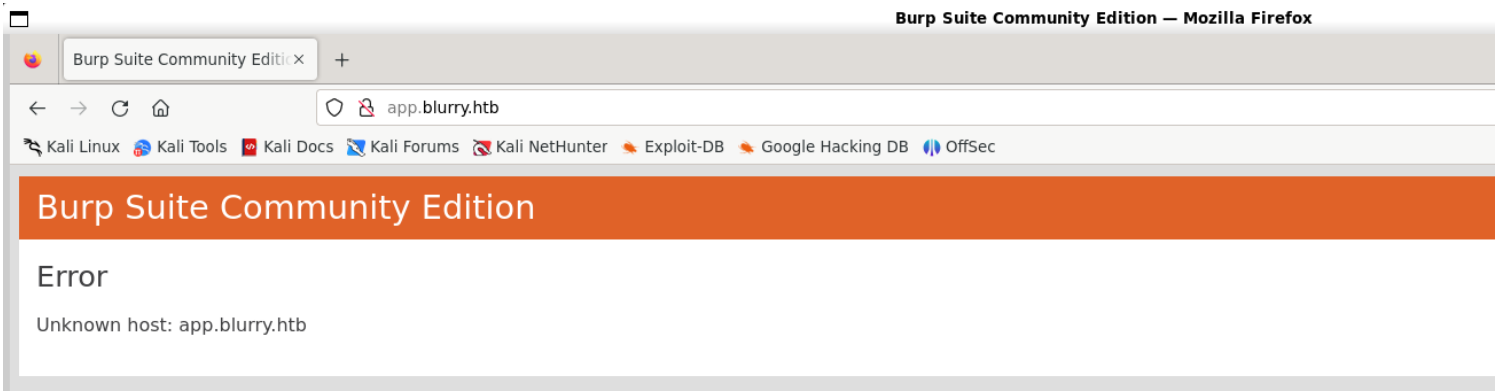 Burp Suite Community Edition — Mozilla Firefox
Burp Suite Community Editic
app.blurry.htb
Kali Linux Kali Tools Kali Docs Kali Forums Kali NetHunter Exploit-DB Google Hacking DB OffSec
Burp Suite Community Edition
Error
Unknown host: app.blurry.htb